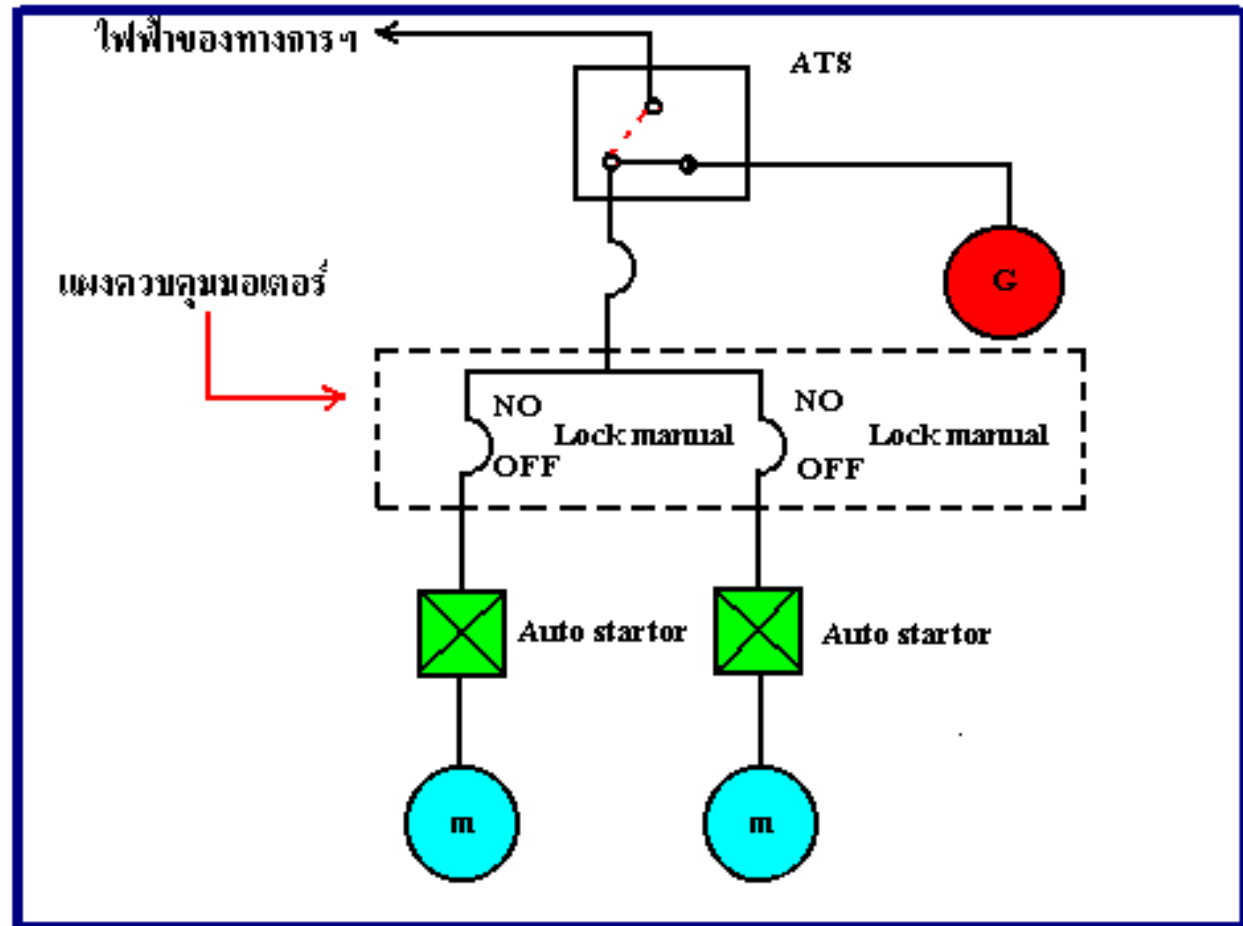 ไฟฟ้าของทางการฯ
ATS
G
แผงควบคุมมอเตอร์
NO
NO
Lock manual
Lock manual
OFF
OFF
Auto startor
Auto startor
m
m